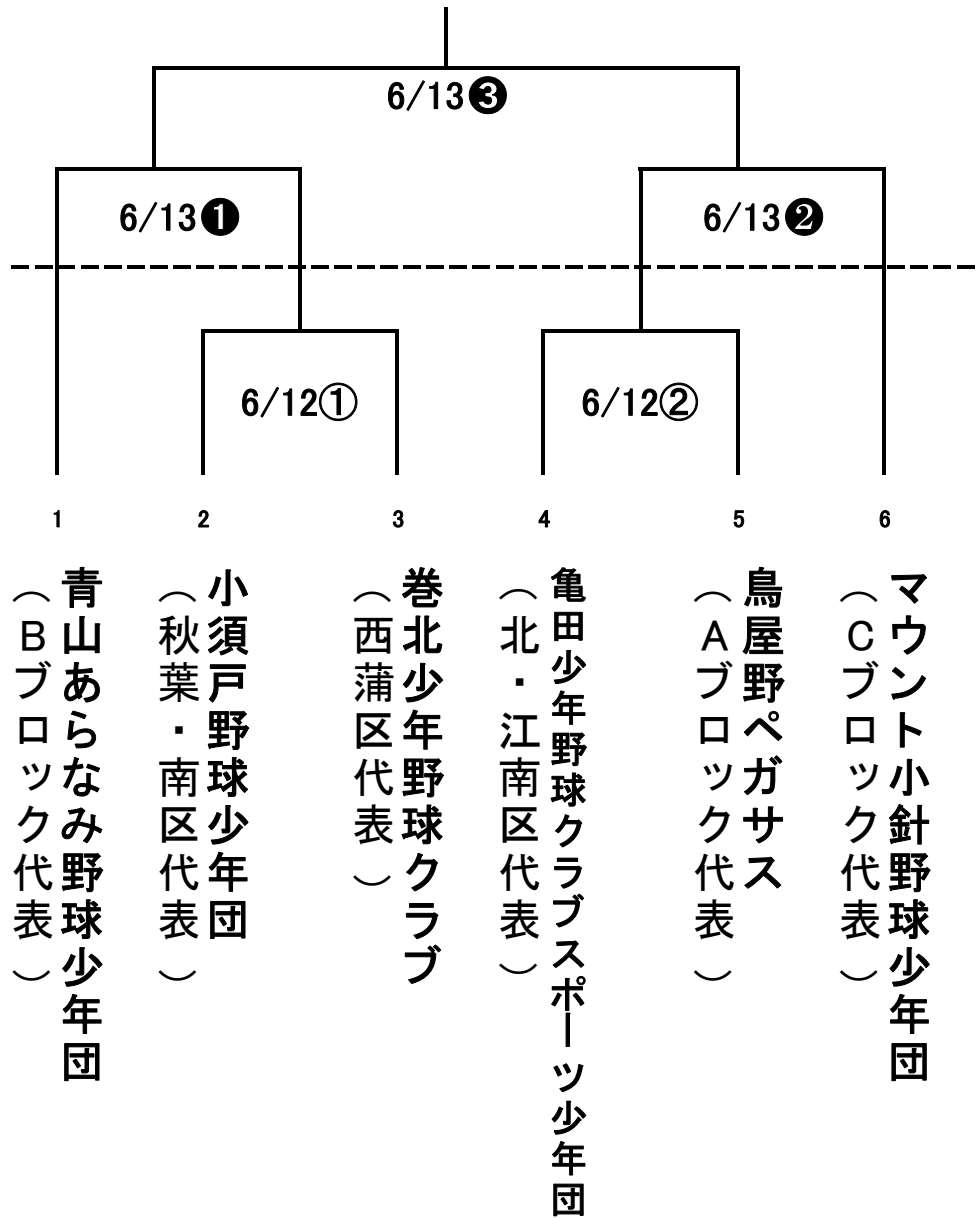 6/13❸
6/13❶
6/13❷
6/12①
6/12②
1
2
3
4
5
6
青山あらなみ野球少年団
（Bブロック代表）
小須戸野球少年団
（秋葉・南区代表）
巻北少年野球クラブ
（西蒲区代表）
亀田少年野球クラブスポーツ少年団
（北・江南区代表）
鳥屋野ペガサス
（Aブロック代表）
マウント小針野球少年団
（Cブロック代表）